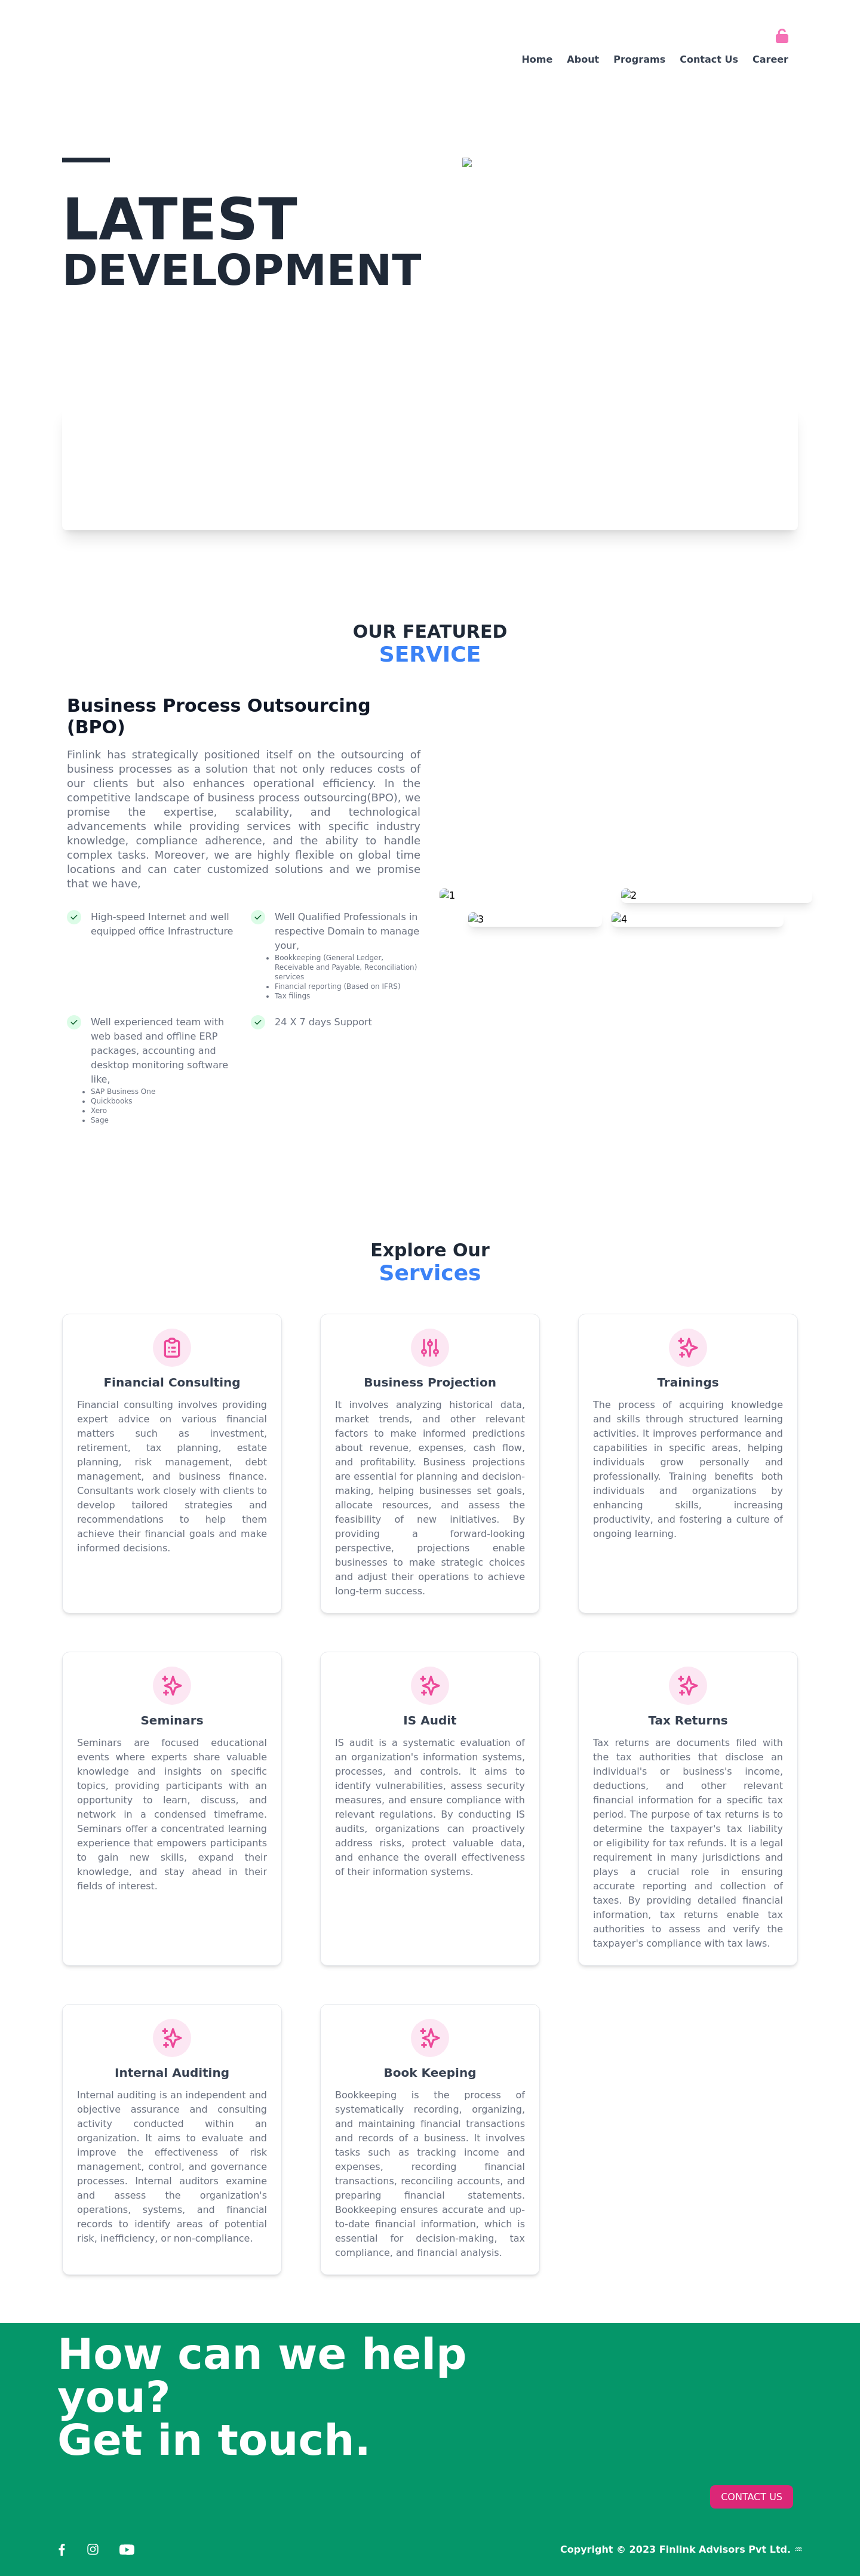 Home About Programs Contact Us Career
LATEST
DEVELOPMENT
OUR FEATURED
SERVICE
Business Process Outsourcing
(BPO)
Finlink has strategically positioned itself on the outsourcing of
business processes as a solution that not only reduces costs of
our clients but also enhances operational efficiency. In the
competitive landscape of business process outsourcing(BPO), we
promise the expertise, scalability, and technological
advancements while providing services with specific industry
knowledge, compliance adherence, and the ability to handle
complex tasks. Moreover, we are highly flexible on global time
locations and can cater customized solutions and we promise
that we have,
High-speed Internet and well
equipped office Infrastructure
Well Qualified Professionals in
respective Domain to manage
your,
• Bookkeeping (General Ledger,
Receivable and Payable, Reconciliation)
services
• Financial reporting (Based on IFRS)
• Tax filings
Well experienced team with
web based and offline ERP
packages, accounting and
desktop monitoring software
like,
• SAP Business One
• Quickbooks
• Xero
• Sage
24 X 7 days Support
1
2
3
4
Explore Our
Services
Financial Consulting
Financial consulting involves providing
expert advice on various financial
matters such as investment,
retirement, tax planning, estate
planning, risk management, debt
management, and business finance.
Consultants work closely with clients to
develop tailored strategies and
recommendations to help them
achieve their financial goals and make
informed decisions.
Business Projection
It involves analyzing historical data,
market trends, and other relevant
factors to make informed predictions
about revenue, expenses, cash flow,
and profitability. Business projections
are essential for planning and decision-
making, helping businesses set goals,
allocate resources, and assess the
feasibility of new initiatives. By
providing a forward-looking
perspective, projections enable
businesses to make strategic choices
and adjust their operations to achieve
long-term success.
Trainings
The process of acquiring knowledge
and skills through structured learning
activities. It improves performance and
capabilities in specific areas, helping
individuals grow personally and
professionally. Training benefits both
individuals and organizations by
enhancing skills, increasing
productivity, and fostering a culture of
ongoing learning.
Seminars
Seminars are focused educational
events where experts share valuable
knowledge and insights on specific
topics, providing participants with an
opportunity to learn, discuss, and
network in a condensed timeframe.
Seminars offer a concentrated learning
experience that empowers participants
to gain new skills, expand their
knowledge, and stay ahead in their
fields of interest.
IS Audit
IS audit is a systematic evaluation of
an organization's information systems,
processes, and controls. It aims to
identify vulnerabilities, assess security
measures, and ensure compliance with
relevant regulations. By conducting IS
audits, organizations can proactively
address risks, protect valuable data,
and enhance the overall effectiveness
of their information systems.
Tax Returns
Tax returns are documents filed with
the tax authorities that disclose an
individual's or business's income,
deductions, and other relevant
financial information for a specific tax
period. The purpose of tax returns is to
determine the taxpayer's tax liability
or eligibility for tax refunds. It is a legal
requirement in many jurisdictions and
plays a crucial role in ensuring
accurate reporting and collection of
taxes. By providing detailed financial
information, tax returns enable tax
authorities to assess and verify the
taxpayer's compliance with tax laws.
Internal Auditing
Internal auditing is an independent and
objective assurance and consulting
activity conducted within an
organization. It aims to evaluate and
improve the effectiveness of risk
management, control, and governance
processes. Internal auditors examine
and assess the organization's
operations, systems, and financial
records to identify areas of potential
risk, inefficiency, or non-compliance.
Book Keeping
Bookkeeping is the process of
systematically recording, organizing,
and maintaining financial transactions
and records of a business. It involves
tasks such as tracking income and
expenses, recording financial
transactions, reconciling accounts, and
preparing financial statements.
Bookkeeping ensures accurate and up-
to-date financial information, which is
essential for decision-making, tax
compliance, and financial analysis.
How can we help
you?
Get in touch.
CONTACT US
Copyright © 2023 Finlink Advisors Pvt Ltd.